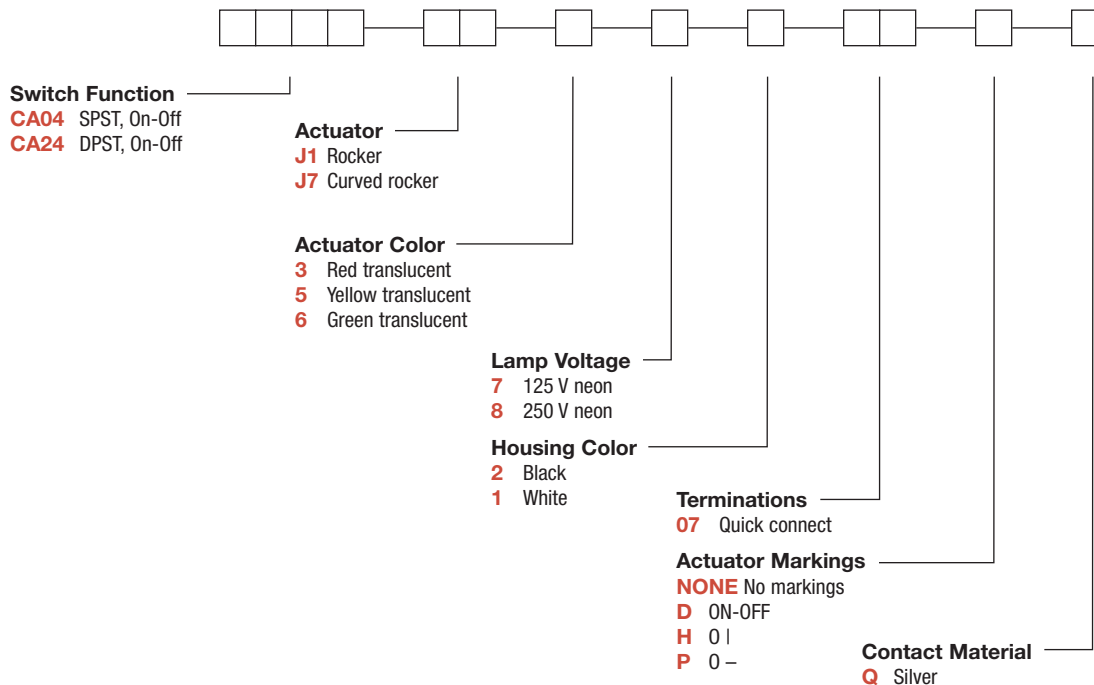 Switch Function
CA04 SPST, On-Off
CA24 DPST, On-Off
Actuator
J1 Rocker
J7 Curved rocker
Actuator Color
3 Red translucent
5 Yellow translucent
6 Green translucent
Lamp Voltage
7 125 V neon
8 250 V neon
Housing Color
2 Black
1 White
Terminations
07 Quick connect
Actuator Markings
NONE No markings
D ON-OFF
H O |
P O –
Contact Material
Q Silver